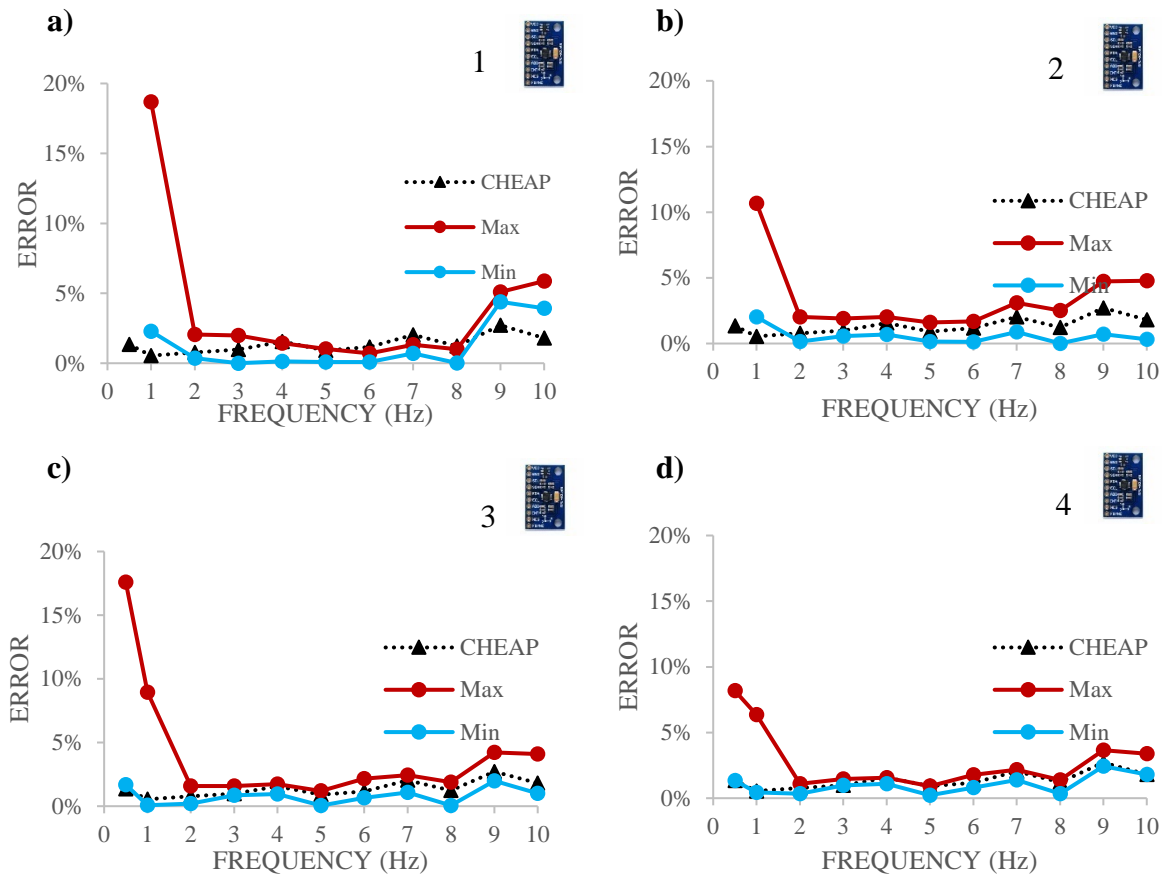 a)
1
20%
15%
10%
5%
0%
ERROR
CHEAP
Max
Min
0 1 2 3 4 5 6 7 8 9 10
FREQUENCY (Hz)
b)
2
20%
15%
10%
5%
0%
ERROR
CHEAP
Max
Min
0 1 2 3 4 5 6 7 8 9 10
FREQUENCY (Hz)
c)
3
20%
15%
10%
5%
0%
ERROR
CHEAP
Max
Min
0 1 2 3 4 5 6 7 8 9 10
FREQUENCY (Hz)
d)
4
20%
15%
10%
5%
0%
ERROR
CHEAP
Max
Min
0 1 2 3 4 5 6 7 8 9 10
FREQUENCY (Hz)